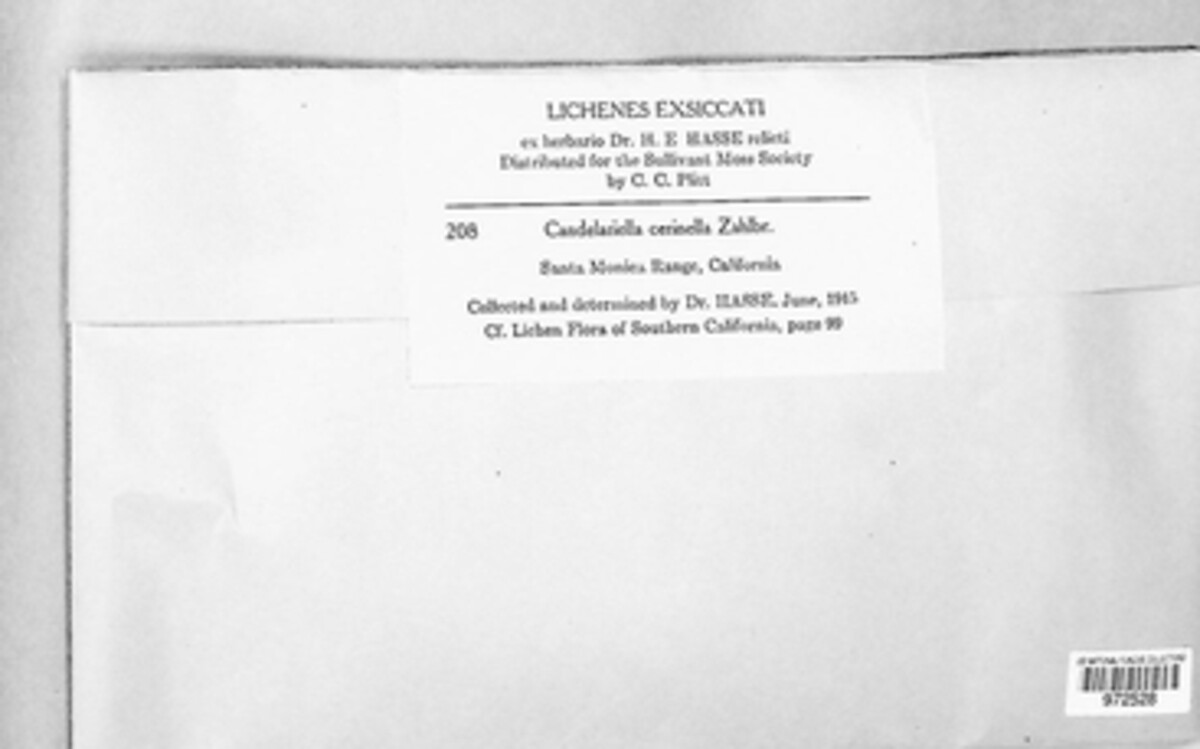 LICHENES EXSICCATI
ex herbario Dr. H. E. HASSE relicti
Distributed for the Sullivant Moss Society
by C. C. Plitt
208 Candelariella cerinella Zahlbr.
Santa Monica Range, California
Collected and determined by Dr. HASSE, June, 1915
Cf. Lichen Flora of Southern California, page 99
972528